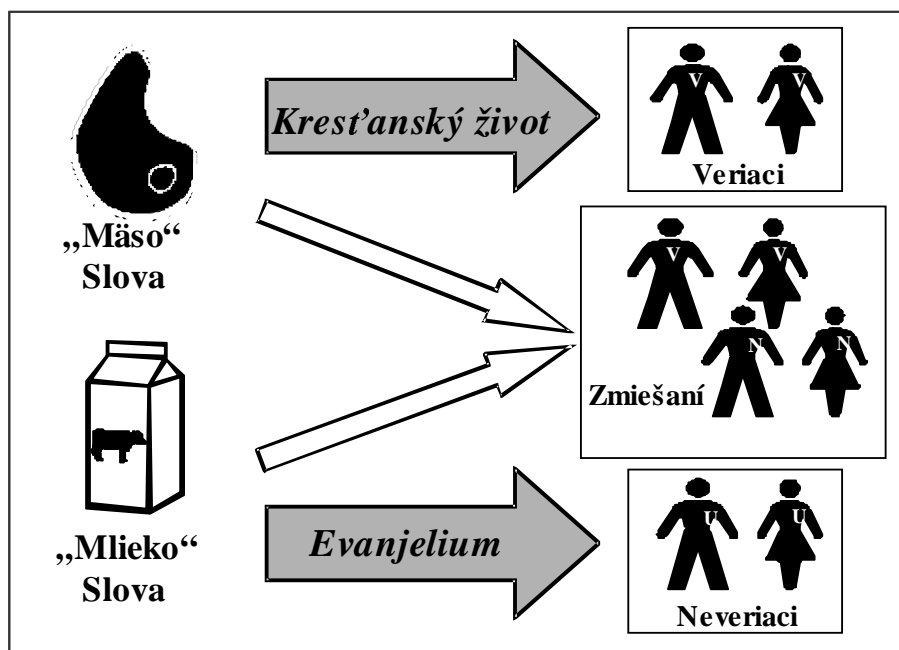 „Mäso“
Slova
Kresťanský život
V V
Veriaci
V V
N N
Zmiešaní
„Mlieko“
Slova
Evanjelium
U U
Neveriaci